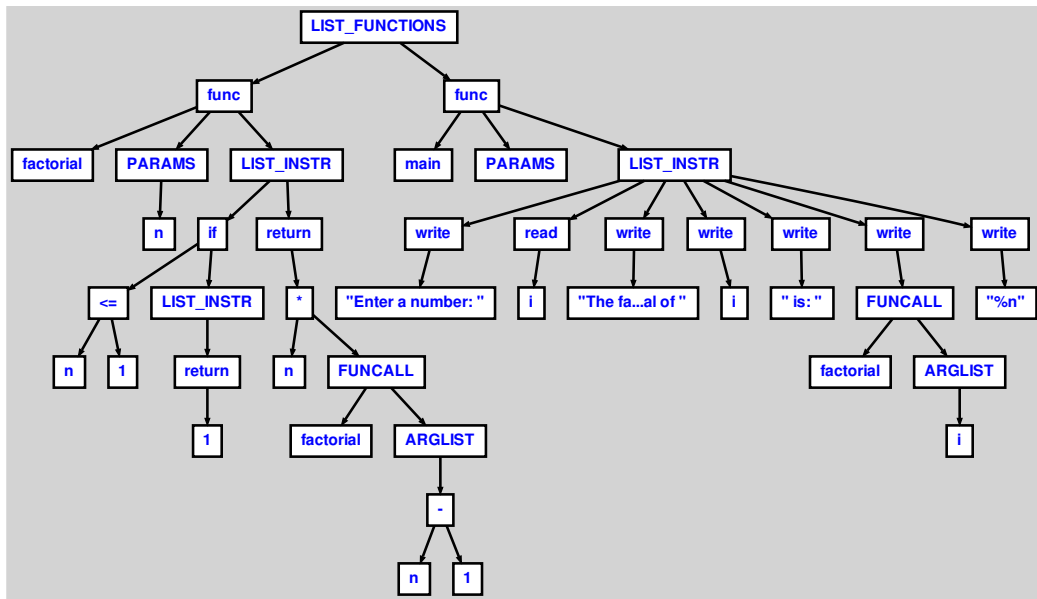 LIST_FUNCTIONS
func func
factorial PARAMS LIST_INSTR main PARAMS LIST_INSTR
n if return write read write write write write write
<= LIST_INSTR * "Enter a number: " i "The fa...al of " i " is: " FUNCALL "%n"
n 1 return n FUNCALL factorial ARGLIST
1 factorial ARGLIST i
-
n 1